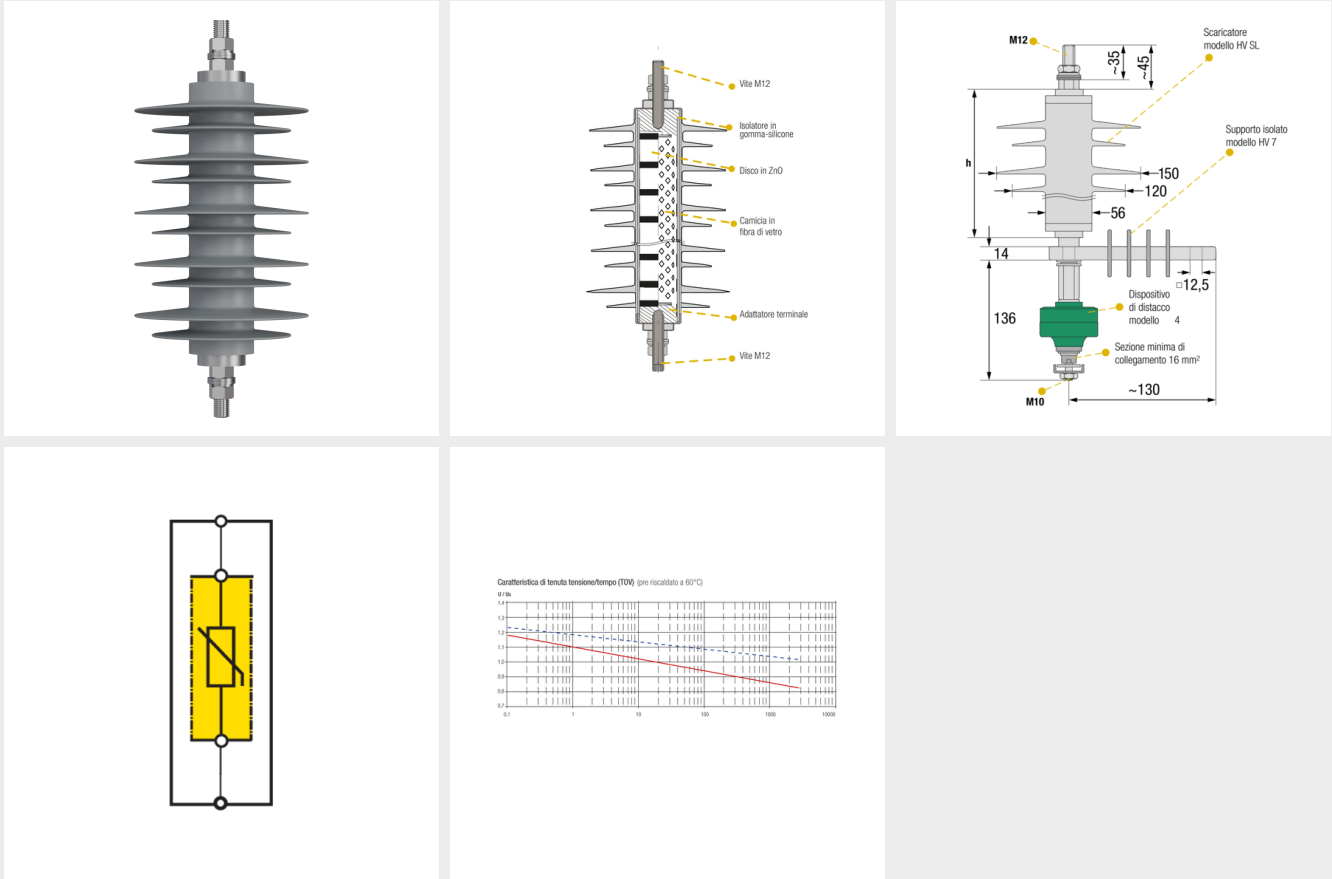 Vite M12
Isolatore in
gomma-silicone
Disco in ZnO
Camicia in
fibra di vetro
Adattatore terminale
Vite M12
M12
~35
~45
Scaricatore
modello HV SL
Supporto isolato
modello HV 7
h
150
120
56
14
12,5
136
Dispositivo
di distacco
modello 4
Sezione minima di
collegamento 16 mm²
~130
M10
Caratteristica di tenuta tensione/tempo (TOV) (pre riscaldato a 60°C)
U / Uc
1,4
1,3
1,2
1,1
1,0
0,9
0,8
0,7
0,1 1 10 100 1000 10000